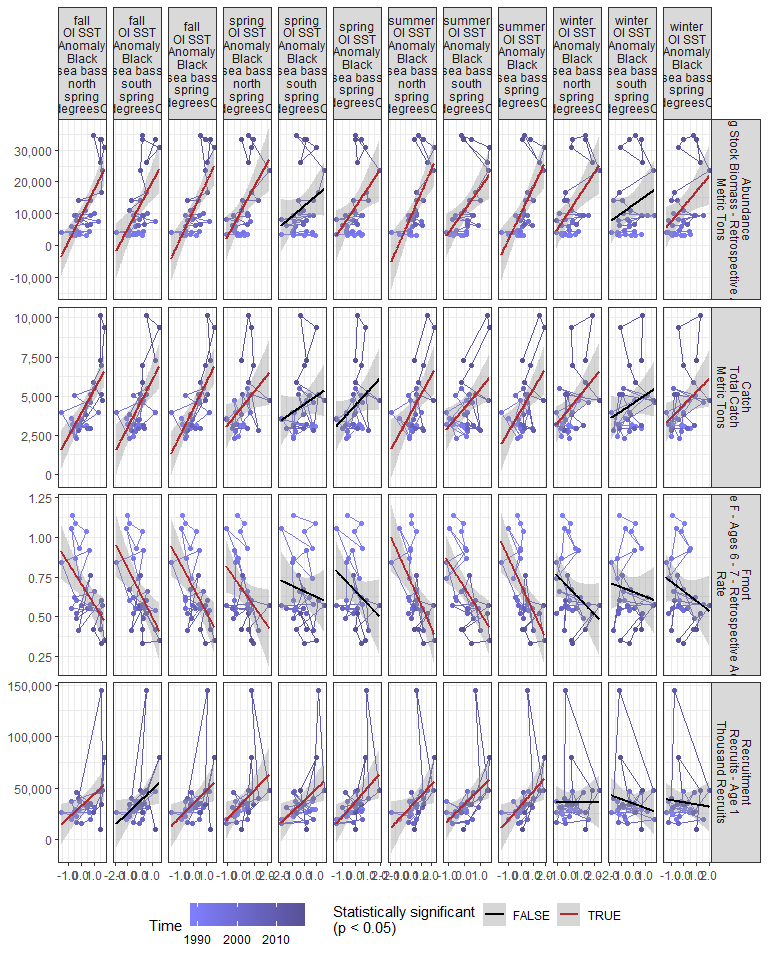 fall
OI SST
Anomaly
Black
sea bass
north
spring
degreesC
fall
OI SST
Anomaly
Black
sea bass
south
spring
degreesC
fall
OI SST
Anomaly
Black
sea bass
spring
degreesC
spring
OI SST
Anomaly
Black
sea bass
north
spring
degreesC
spring
OI SST
Anomaly
Black
sea bass
south
spring
degreesC
spring
OI SST
Anomaly
Black
sea bass
spring
degreesC
summer
OI SST
Anomaly
Black
sea bass
north
spring
degreesC
summer
OI SST
Anomaly
Black
sea bass
south
spring
degreesC
summer
OI SST
Anomaly
Black
sea bass
spring
degreesC
winter
OI SST
Anomaly
Black
sea bass
north
spring
degreesC
winter
OI SST
Anomaly
Black
sea bass
south
spring
degreesC
winter
OI SST
Anomaly
Black
sea bass
spring
degreesC
30,000
20,000
10,000
0
-10,000
Abundance
g Stock Biomass - Retrospective
Metric Tons
10,000
7,500
5,000
2,500
0
Catch
Total Catch
Metric Tons
1.25
1.00
0.75
0.50
0.25
Fmort
e F - Ages 6 - 7 - Retrospective
Rate
150,000
100,000
50,000
0
Recruitment
Recruits - Age 1
Thousand Recruits
Time
1990 2000 2010
Statistically significant
(p < 0.05)
FALSE
TRUE